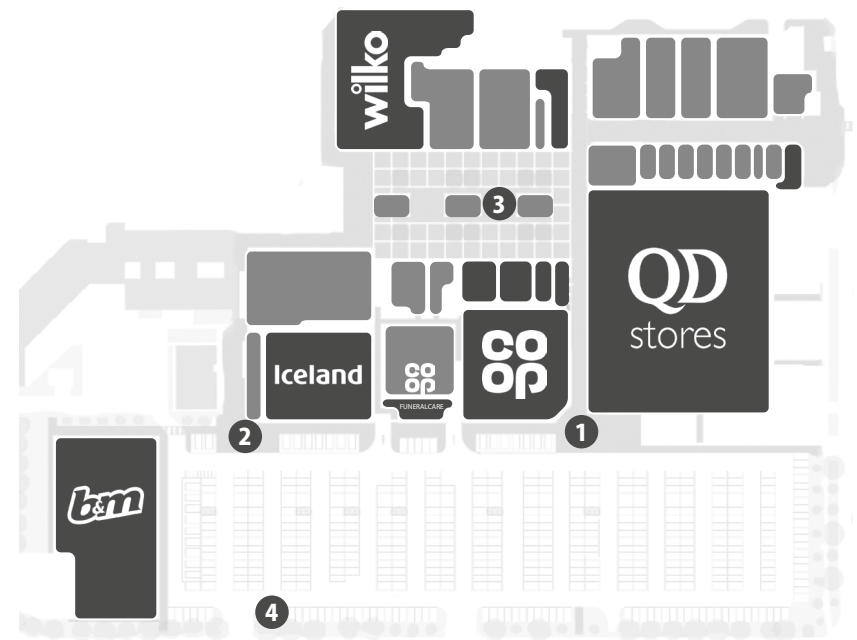 wilko
3
QD
stores
Iceland
CO
OP
FUNERALCARE
CO
OP
2
1
b&m
4